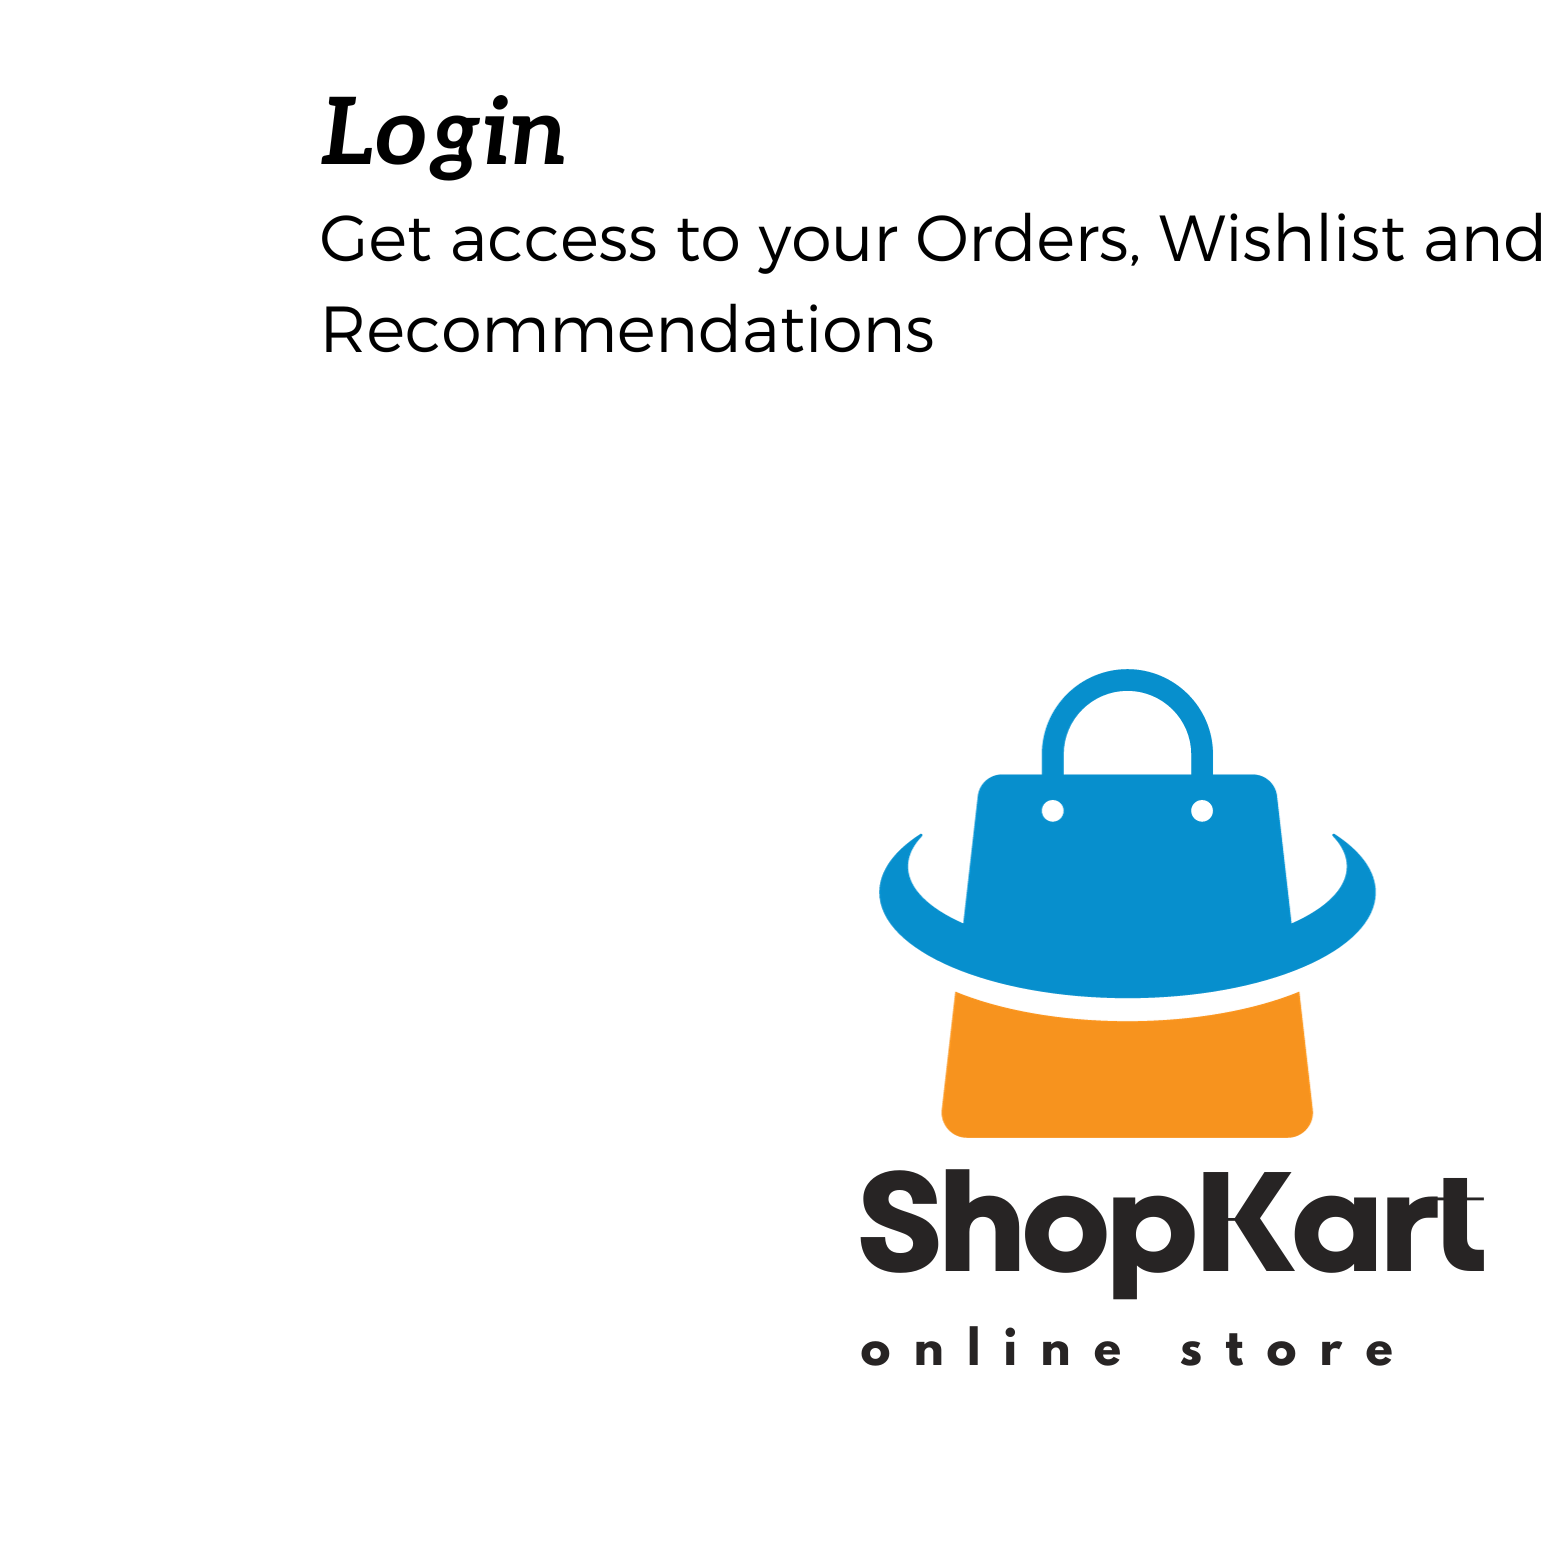 Login
Get access to your Orders, Wishlist and
Recommendations
ShopKart
online store